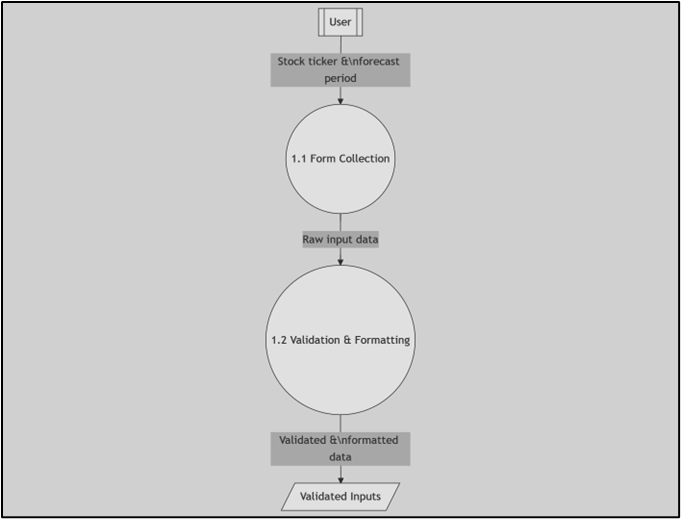 User
Stock ticker &\nforecast
period
1.1 Form Collection
Raw input data
1.2 Validation & Formatting
Validated &\nformatted
data
Validated Inputs